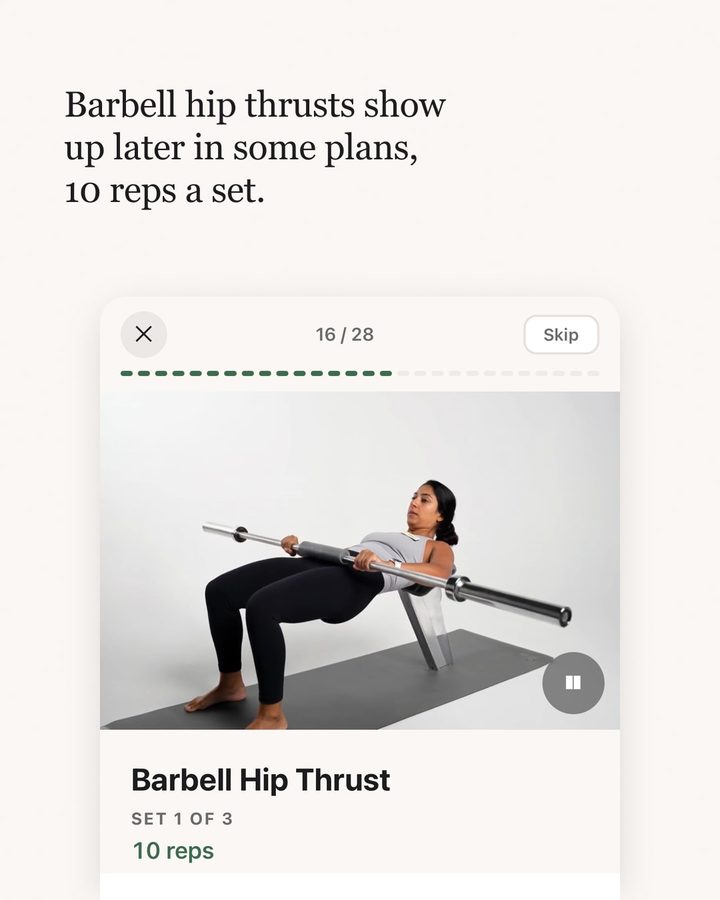 Barbell hip thrusts show
up later in some plans,
10 reps a set.
16 / 28
Skip
Barbell Hip Thrust
SET 1 OF 3
10 reps